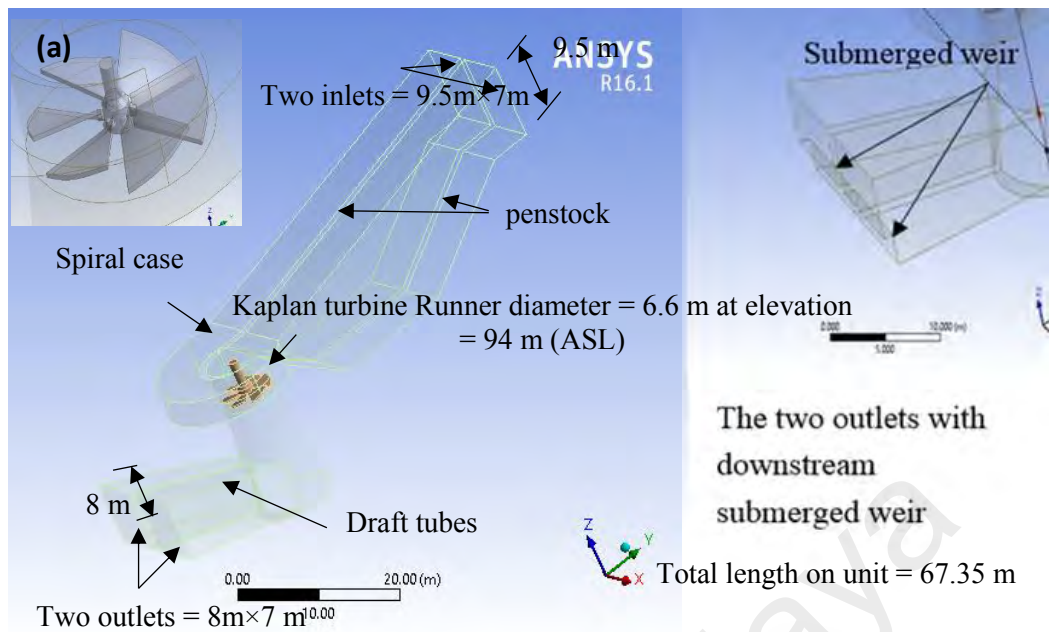 (a)
9.5 m
ANSYS
R16.1
Two inlets = 9.5m×7m
penstock
Spiral case
Kaplan turbine Runner diameter = 6.6 m at elevation
= 94 m (ASL)
8 m
Draft tubes
Two outlets = 8m×7 m
0.00
20.00 (m)
10.00
Z
Y
X
Submerged weir
0.000
10.000 (m)
5.000
The two outlets with
downstream
submerged weir
Total length on unit = 67.35 m